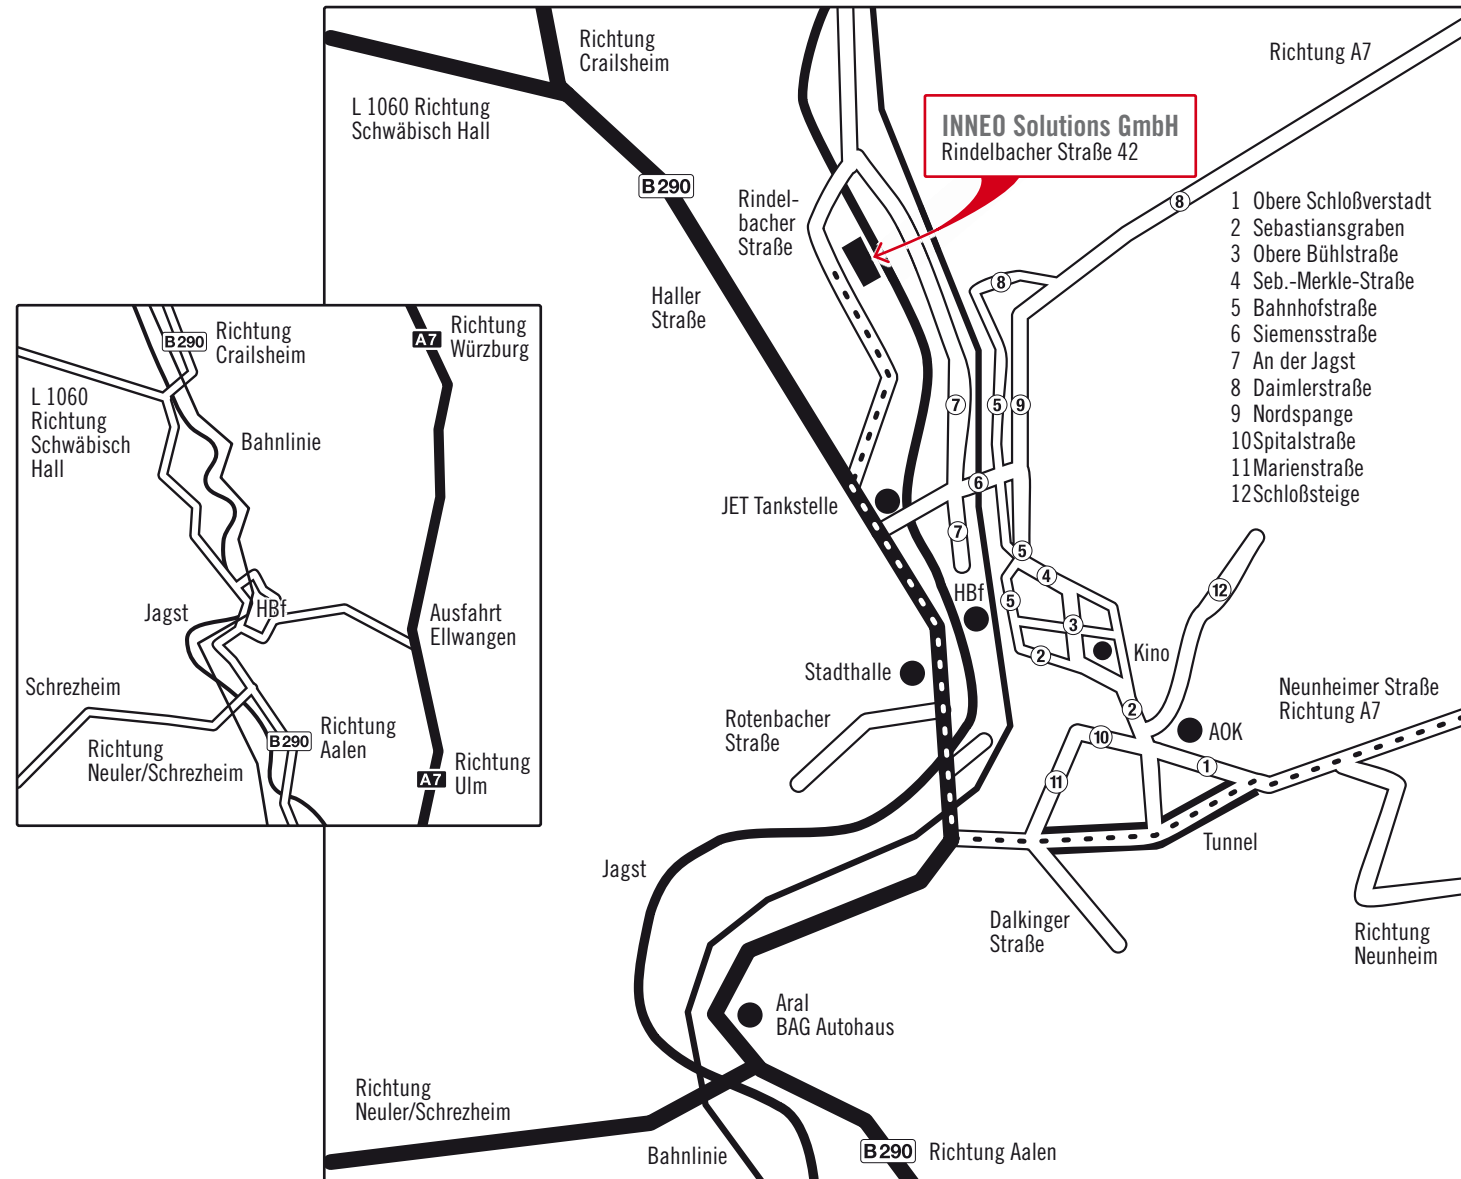 Richtung
Crailsheim
Richtung A7
L 1060 Richtung
Schwäbisch Hall
INNEO Solutions GmbH
Rindelbacher Straße 42
B 290
Rindel-
bacher
Straße
8
1 Obere Schloßverstadt
2 Sebastiansgraben
3 Obere Bühlstraße
4 Seb.-Merkle-Straße
5 Bahnhofstraße
6 Siemensstraße
7 An der Jagst
8 Daimlerstraße
9 Nordspange
10 Spitalstraße
11 Marienstraße
12 Schloßsteige
8
Haller
Straße
7
5
9
6
JET Tankstelle
7
5
4
5
HBf
12
3
2
Kino
Stadthalle
2
Neunheimer Straße
Richtung A7
Rotenbacher
Straße
10
AOK
1
11
Tunnel
Jagst
Dalkinger
Straße
Richtung
Neunheim
Aral
BAG Autohaus
Richtung
Neuler/Schrezheim
Bahnlinie
B 290
Richtung Aalen
B 290
Richtung
Crailsheim
A7
Richtung
Würzburg
L 1060
Richtung
Schwäbisch
Hall
Bahnlinie
Jagst
HBf
Ausfahrt
Ellwangen
Schrezheim
Richtung
Neuler/Schrezheim
B 290
Richtung
Aalen
A7
Richtung
Ulm